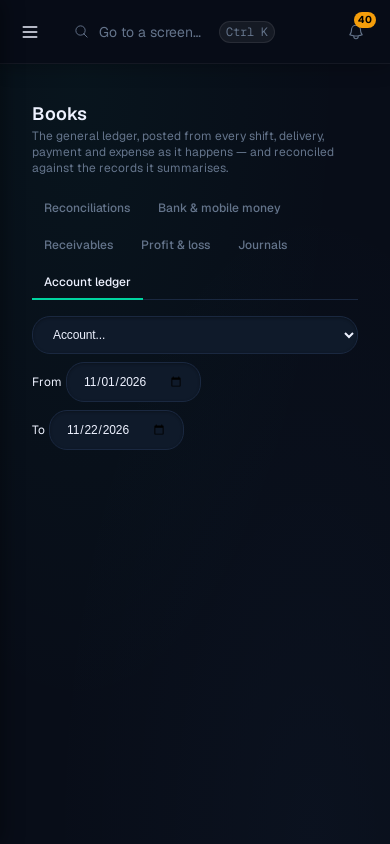 Go to a screen...
Ctrl K
40
Books
The general ledger, posted from every shift, delivery,
payment and expense as it happens — and reconciled
against the records it summarises.
Reconciliations
Bank & mobile money
Receivables
Profit & loss
Journals
Account ledger
Account...
From 11/01/2026
To 11/22/2026